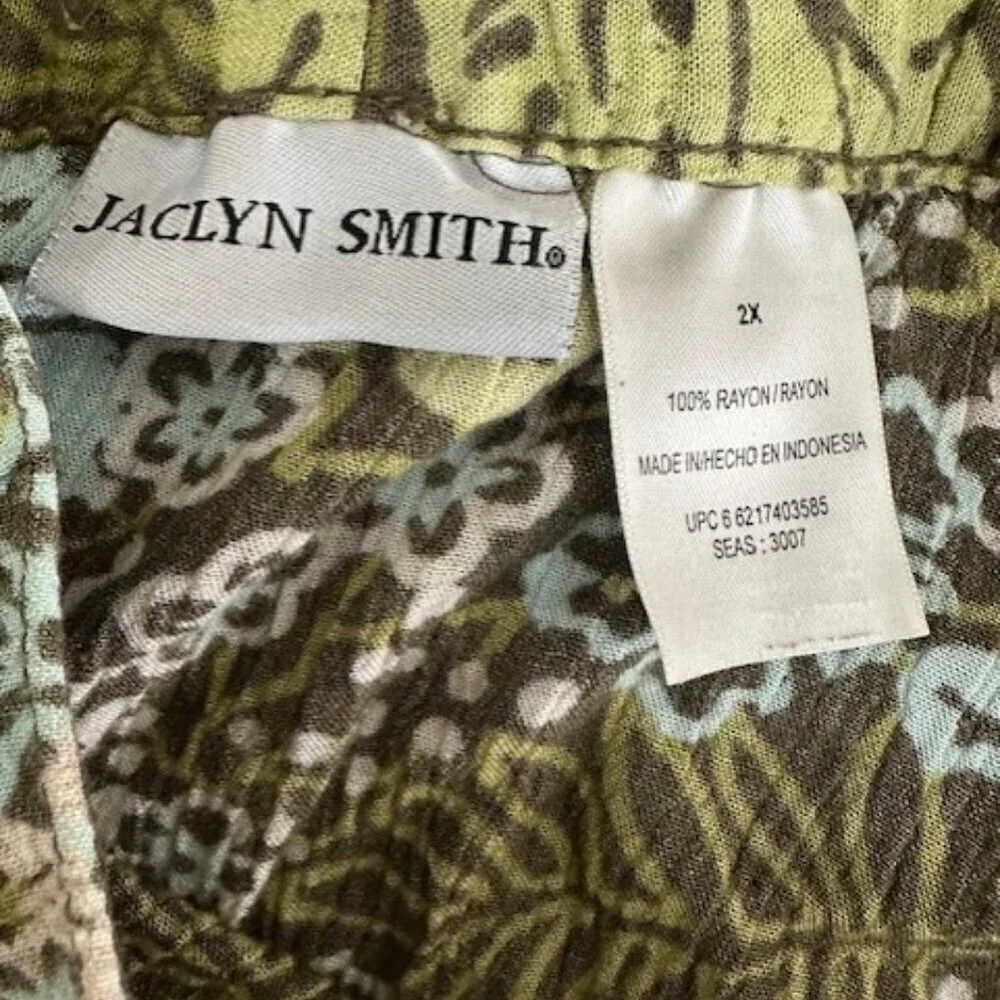 JACLYN SMITH®
2X
100% RAYON/RAYON
MADE IN/HECHO EN INDONESIA
UPC 6 6217403585
SEAS : 3007